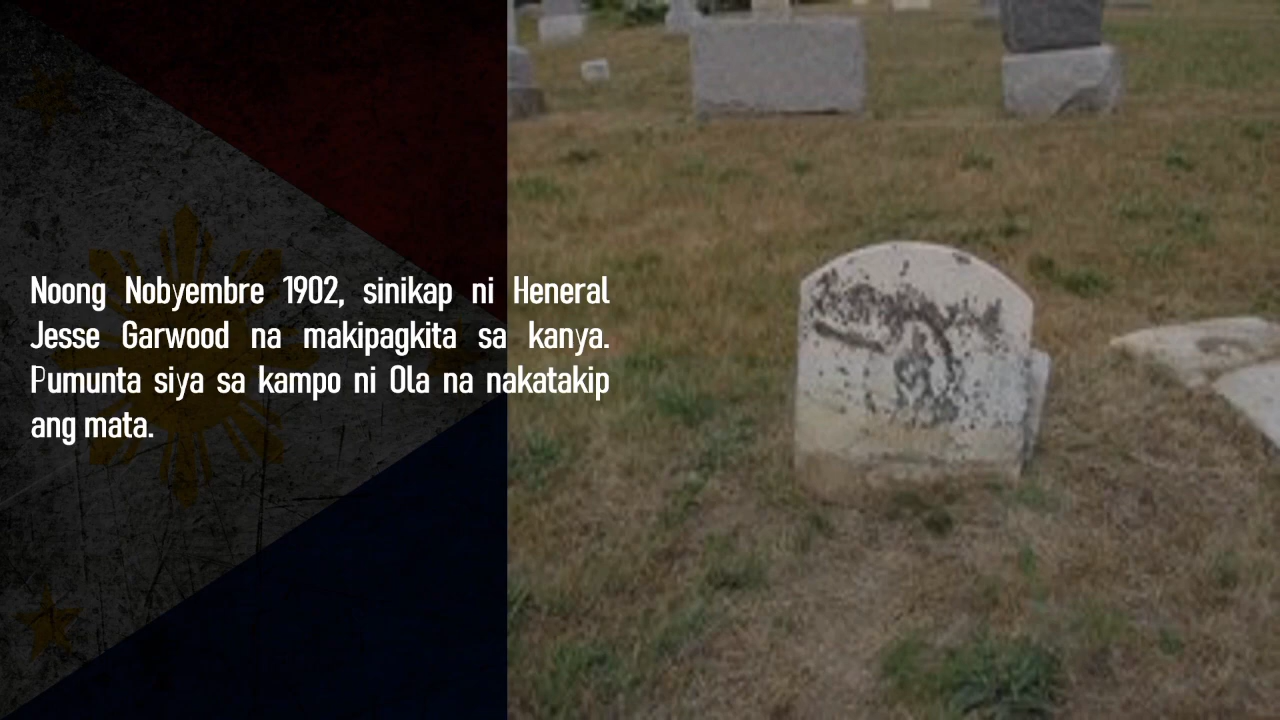 Noong Nobyembre 1902, sinikap ni Heneral
Jesse Garwood na makipagkita sa kanya.
Pumunta siya sa kampo ni Ola na nakatakip
ang mata.